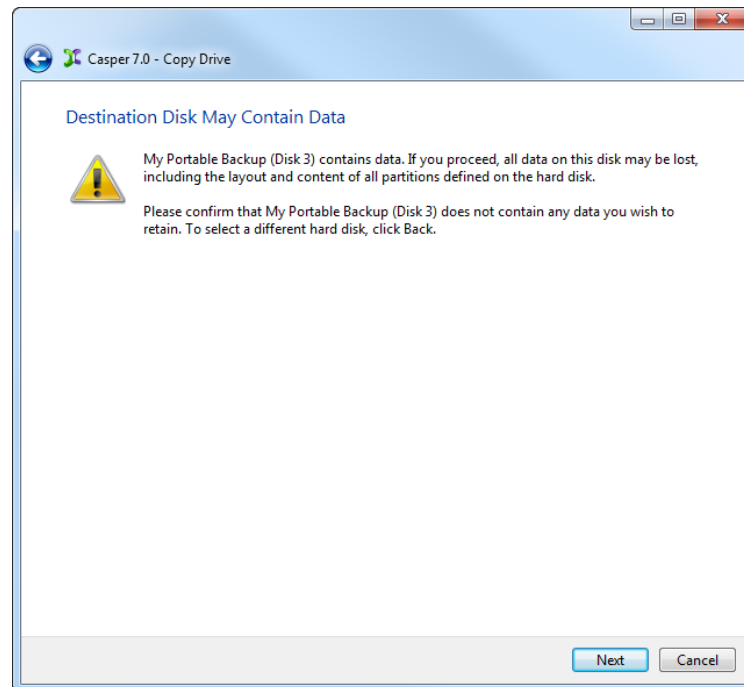 Casper 7.0 - Copy Drive
Destination Disk May Contain Data
My Portable Backup (Disk 3) contains data. If you proceed, all data on this disk may be lost,
including the layout and content of all partitions defined on the hard disk.
Please confirm that My Portable Backup (Disk 3) does not contain any data you wish to
retain. To select a different hard disk, click Back.
Next
Cancel